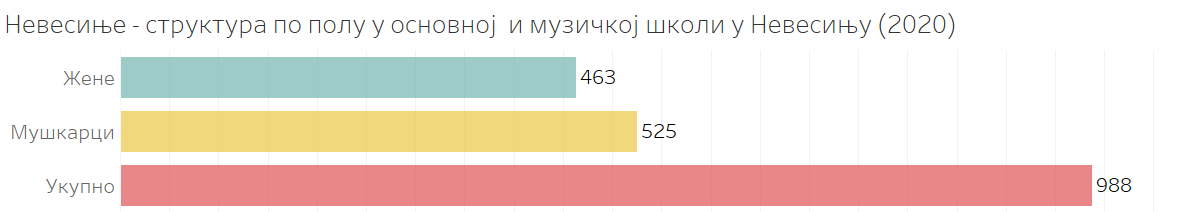 Невесиње - структура по полу у основној  и музичкој школи у Невесињу (2020)
Жене 463
Мушкарци 525
Укупно 988